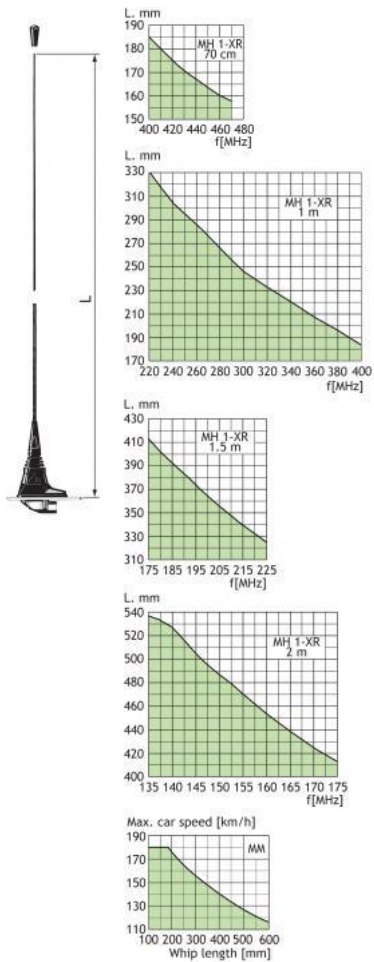 L. mm
190
180
170
160
150
MH 1-XR
70 cm
400 420 440 460 480
f[MHz]
L. mm
330
310
290
270
250
230
210
190
170
MH 1-XR
1 m
220 240 260 280 300 320 340 360 380 400
f[MHz]
L
L. mm
430
410
390
370
350
330
310
MH 1-XR
1.5 m
175 185 195 205 215 225
f[MHz]
L. mm
540
520
500
480
460
440
420
400
MH 1-XR
2 m
135 140 145 150 155 160 165 170 175
f[MHz]
Max. car speed [km/h]
190
170
150
130
110
MM
100 200 300 400 500 600
Whip length [mm]